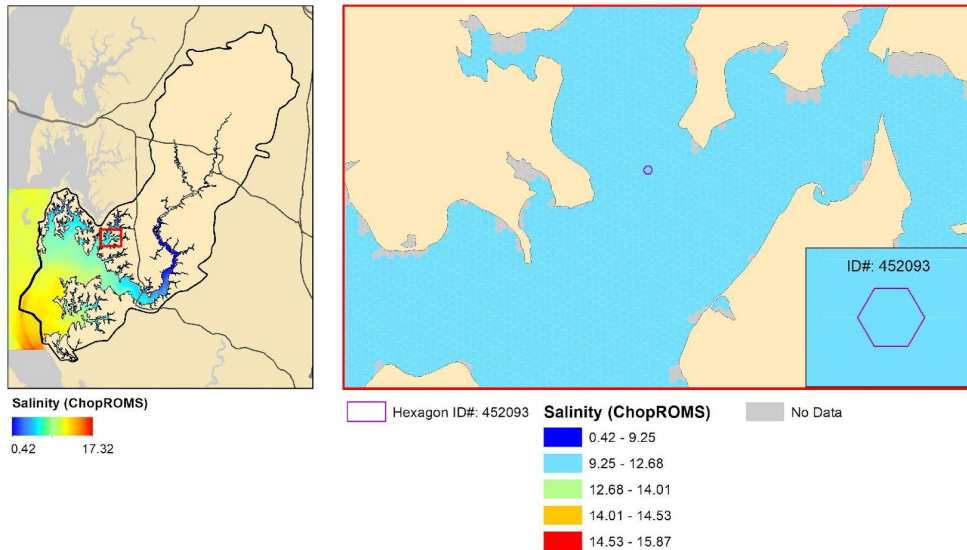 ID#: 452093
Salinity (ChopROMS)
0.42 17.32
Hexagon ID#: 452093
Salinity (ChopROMS)
0.42 - 9.25
9.25 - 12.68
12.68 - 14.01
14.01 - 14.53
14.53 - 15.87
No Data